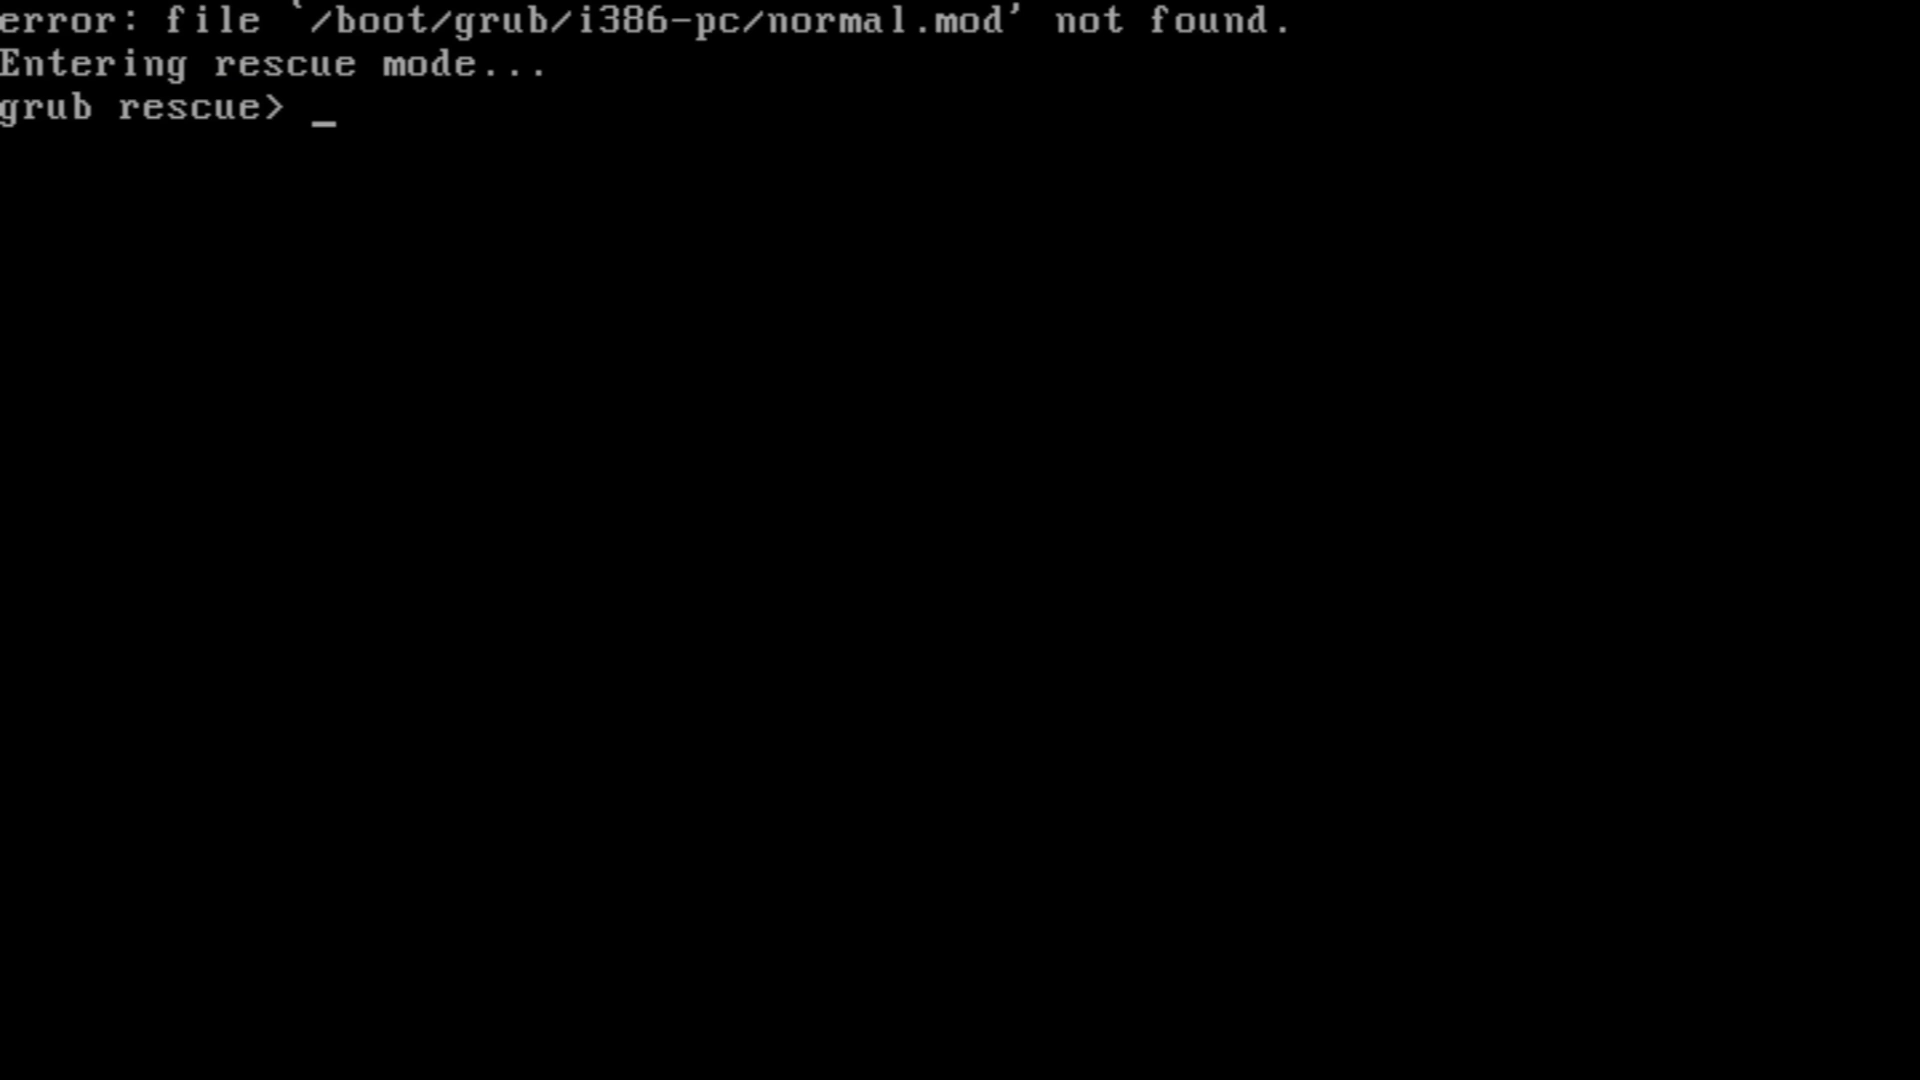 error: file `/boot/grub/i386-pc/normal.mod' not found.
Entering rescue mode...
grub rescue> _